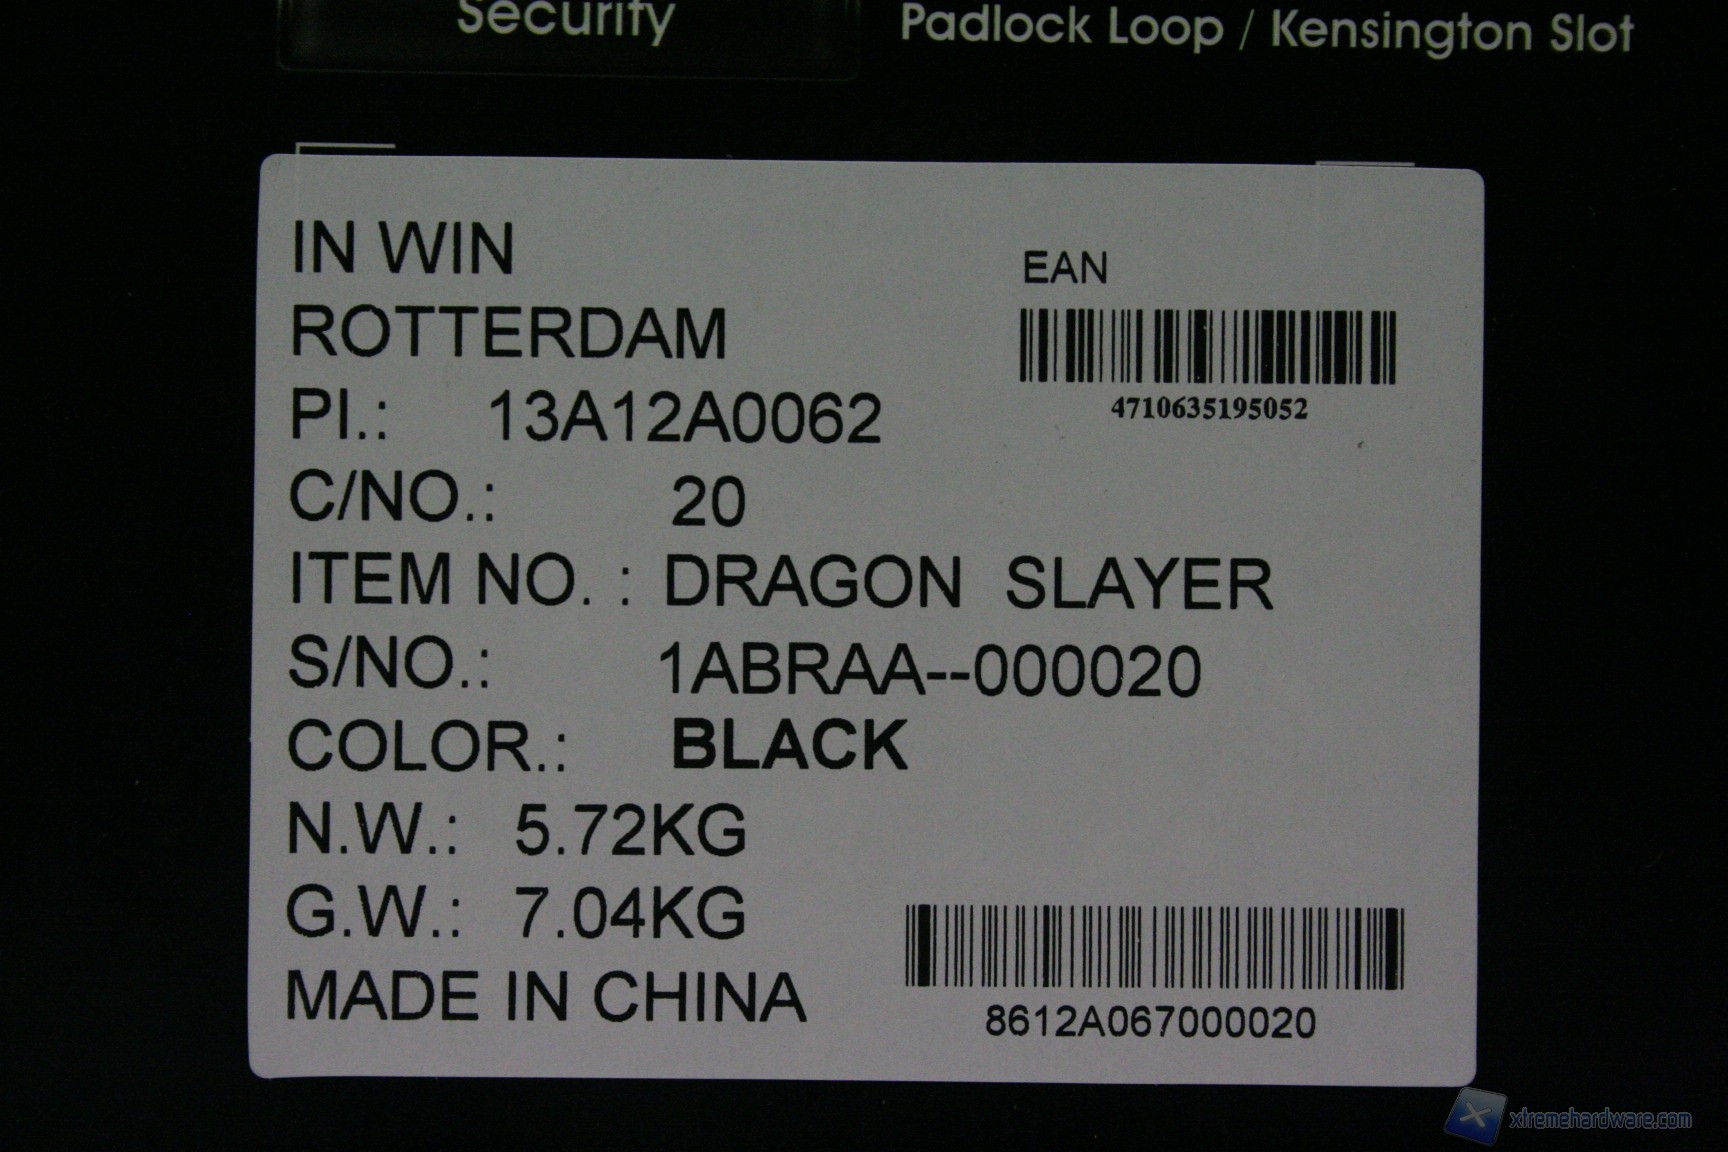 Security
Padlock Loop / Kensington Slot
IN WIN
ROTTERDAM
PI.: 13A12A0062
C/NO.: 20
ITEM NO. : DRAGON SLAYER
S/NO.: 1ABRAA--000020
COLOR.: BLACK
N.W.: 5.72KG
G.W.: 7.04KG
MADE IN CHINA
EAN
4710635195052
8612A067000020
xtremehardware.com